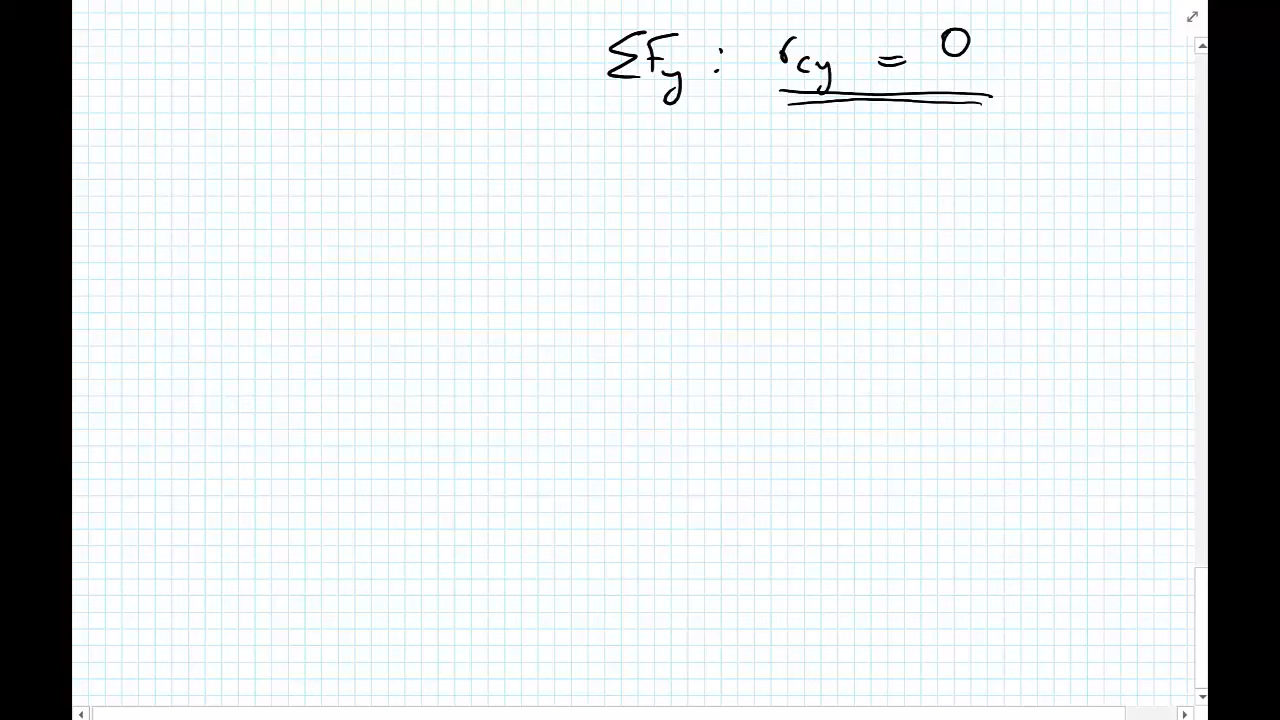 ΣFy : rcy = 0